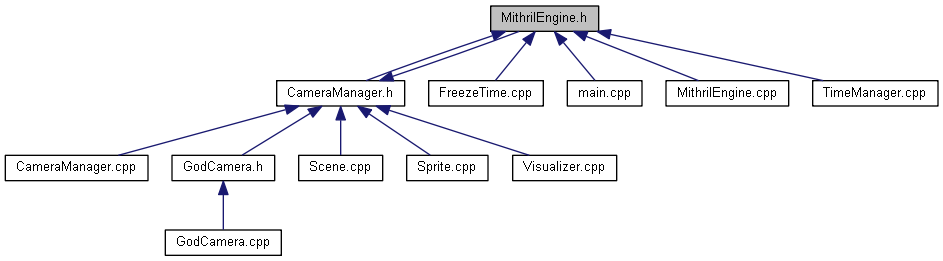 MithrilEngine.h
CameraManager.h
FreezeTime.cpp
main.cpp
MithrilEngine.cpp
TimeManager.cpp
CameraManager.cpp
GodCamera.h
Scene.cpp
Sprite.cpp
Visualizer.cpp
GodCamera.cpp